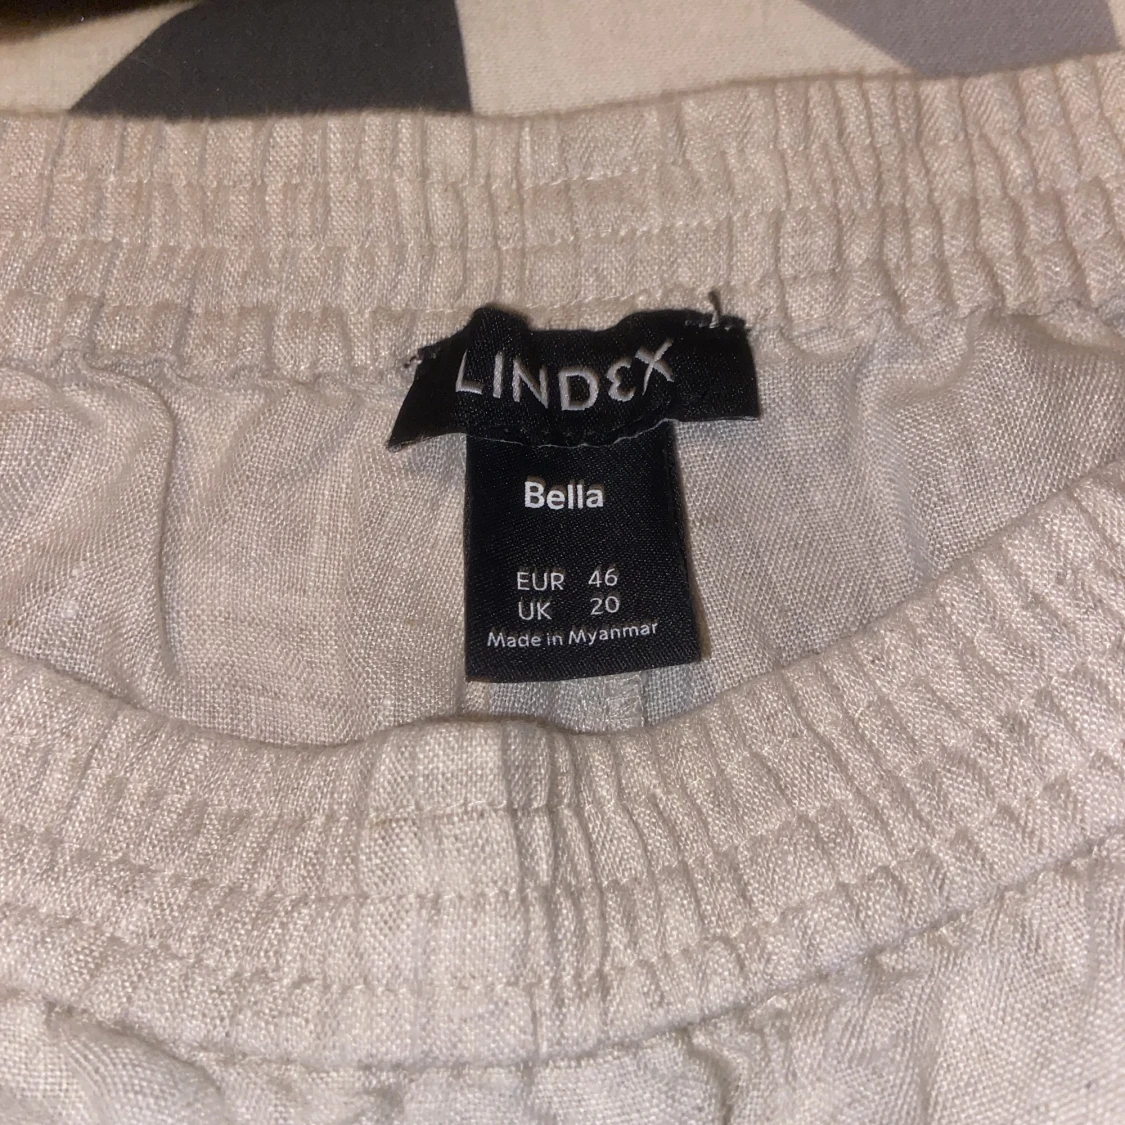 LINDEX
Bella
EUR 46
UK 20
Made in Myanmar